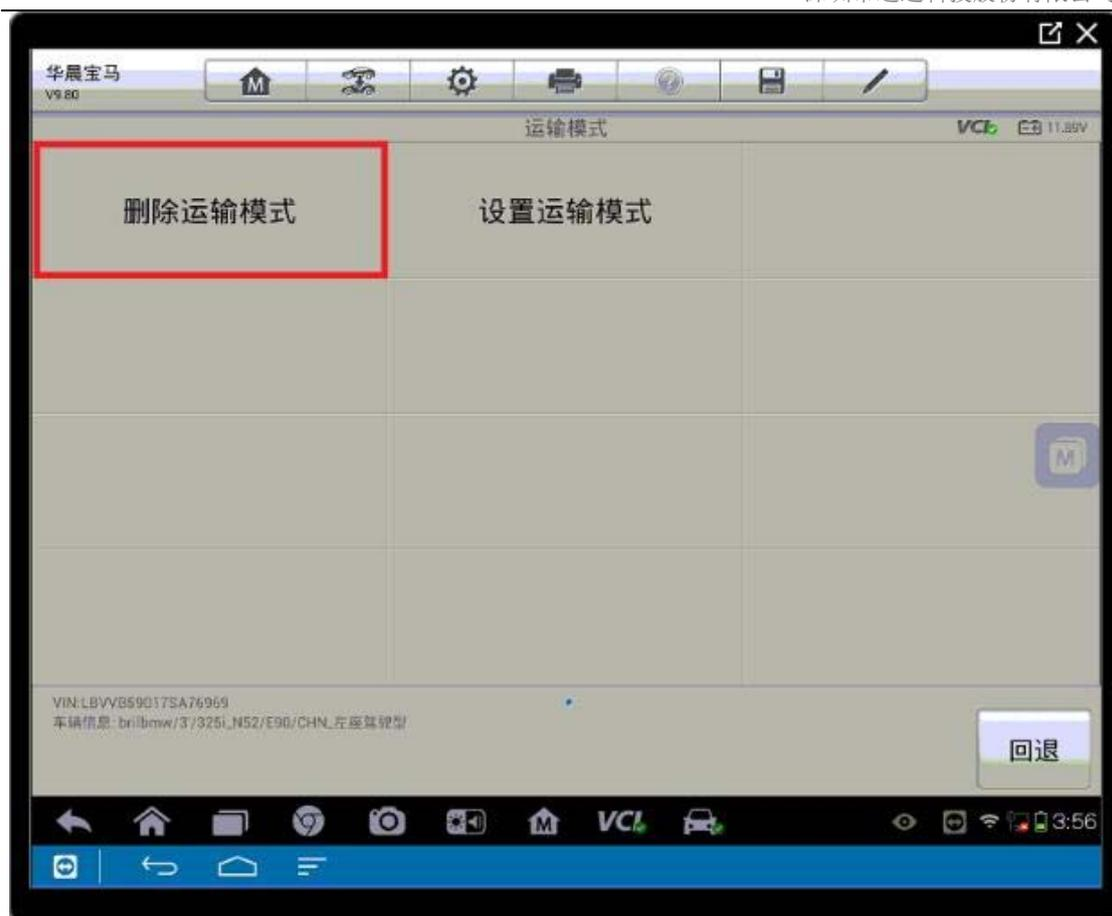 华晨宝马
V9.80
运输模式
VCI
11.89V
删除运输模式
设置运输模式
M
VIN:LBVVB59017SA76969
车辆信息: brilbmw/3'/325i_N52/E90/CHN_左座驾驶型
回退
VCI
3:56